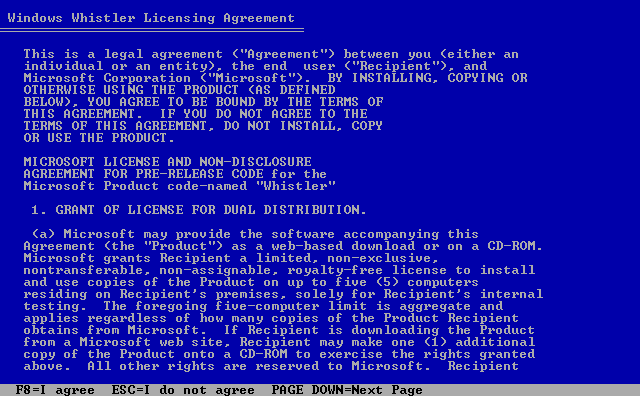 Windows Whistler Licensing Agreement
This is a legal agreement ("Agreement") between you (either an
individual or an entity), the end  user ("Recipient"), and
Microsoft Corporation ("Microsoft").  BY INSTALLING, COPYING OR
OTHERWISE USING THE PRODUCT (AS DEFINED
BELOW), YOU AGREE TO BE BOUND BY THE TERMS OF
THIS AGREEMENT.  IF YOU DO NOT AGREE TO THE
TERMS OF THIS AGREEMENT, DO NOT INSTALL, COPY
OR USE THE PRODUCT.
MICROSOFT LICENSE AND NON-DISCLOSURE
AGREEMENT FOR PRE-RELEASE CODE for the
Microsoft Product code-named "Whistler"
1. GRANT OF LICENSE FOR DUAL DISTRIBUTION.
(a) Microsoft may provide the software accompanying this
Agreement (the "Product") as a web-based download or on a CD-ROM.
Microsoft grants Recipient a limited, non-exclusive,
nontransferable, non-assignable, royalty-free license to install
and use copies of the Product on up to five (5) computers
residing on Recipient's premises, solely for Recipient's internal
testing.  The foregoing five-computer limit is aggregate and
applies regardless of how many copies of the Product Recipient
obtains from Microsoft.  If Recipient is downloading the Product
from a Microsoft web site, Recipient may make one (1) additional
copy of the Product onto a CD-ROM to exercise the rights granted
above.  All other rights are reserved to Microsoft.  Recipient
F8=I agree  ESC=I do not agree  PAGE DOWN=Next Page